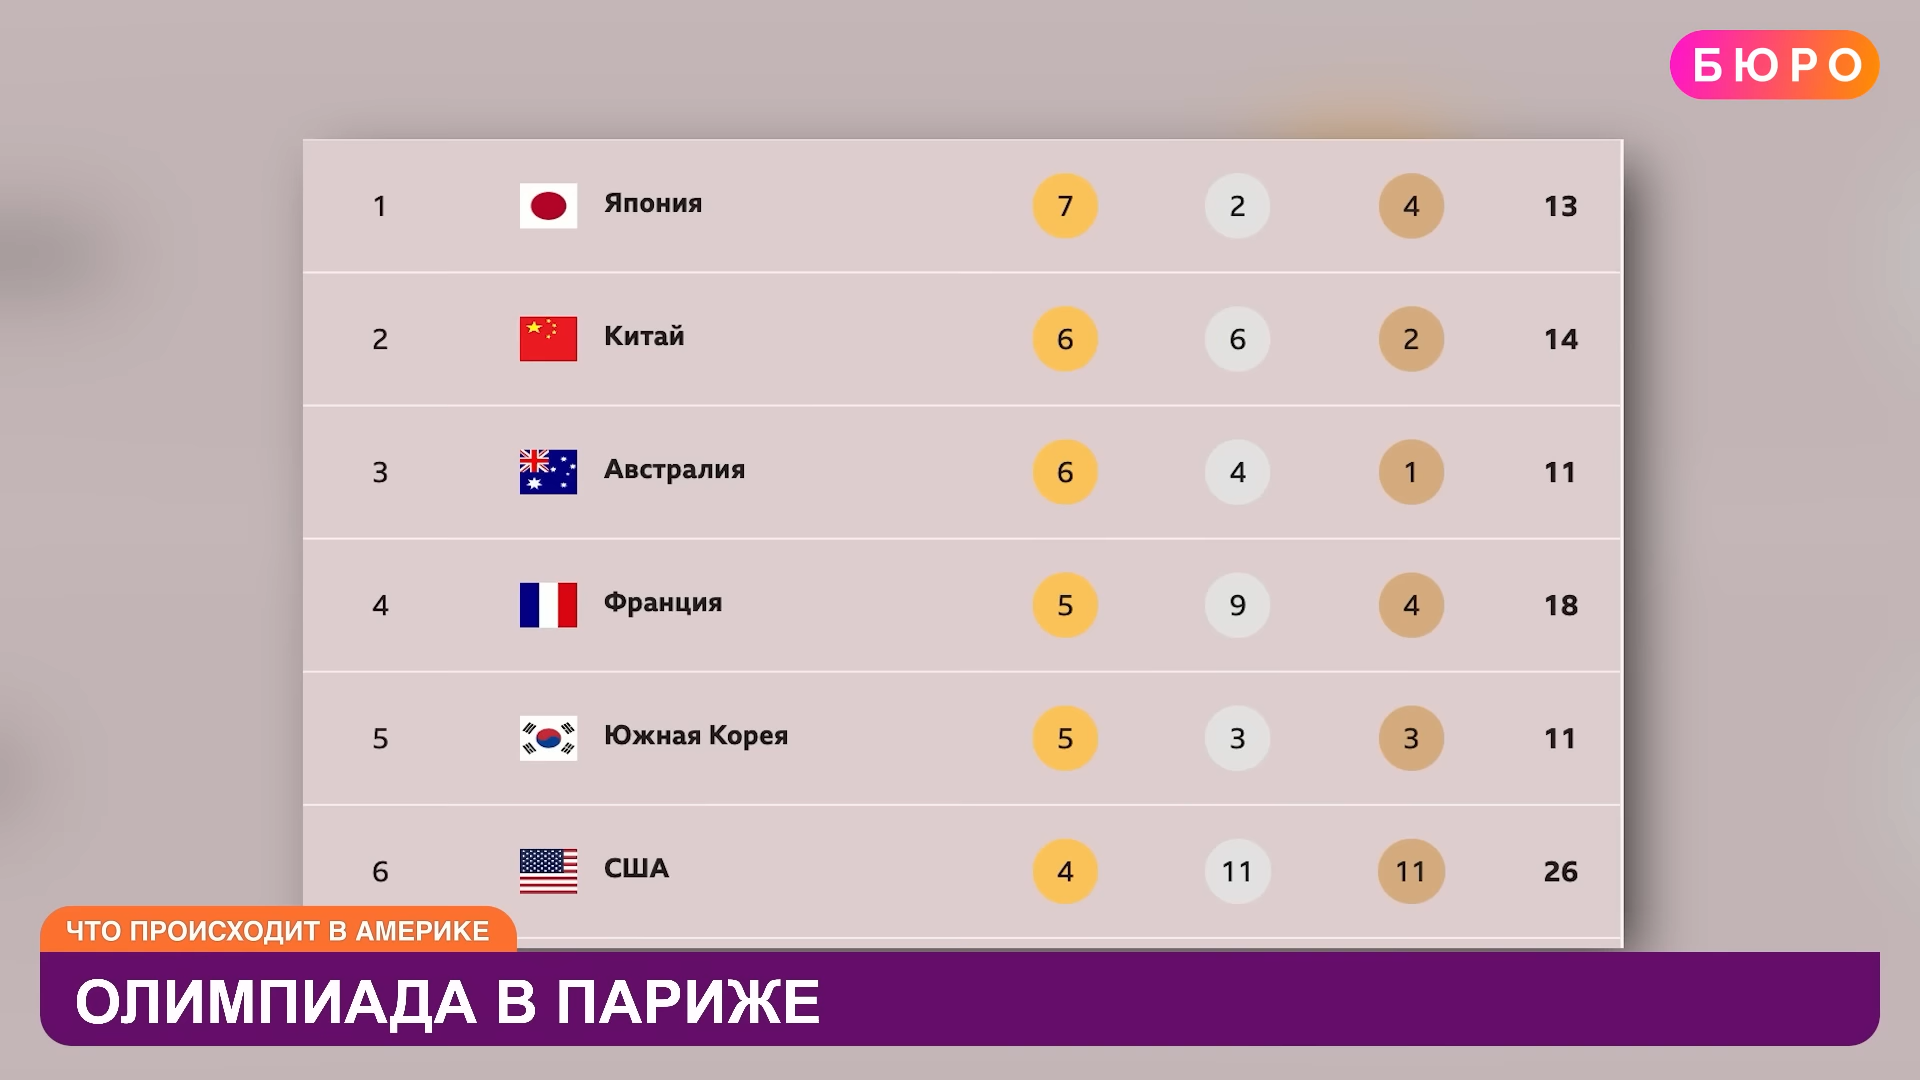 БЮРО
1 Япония 7 2 4 13
2 Китай 6 6 2 14
3 Австралия 6 4 1 11
4 Франция 5 9 4 18
5 Южная Корея 5 3 3 11
6 США 4 11 11 26
ЧТО ПРОИСХОДИТ В АМЕРИКЕ
ОЛИМПИАДА В ПАРИЖЕ